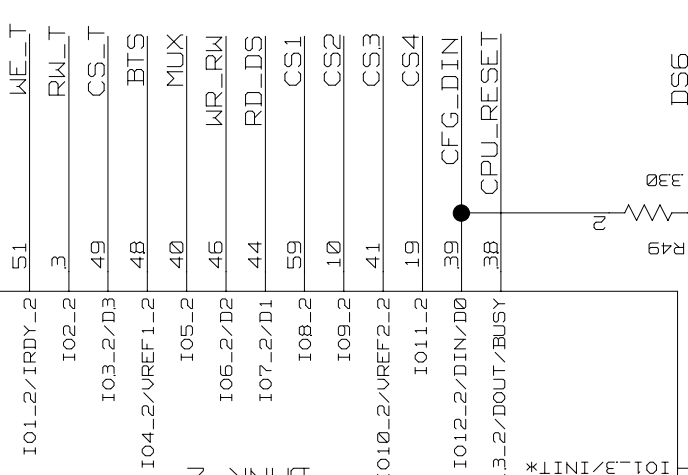 WE_T
RW_T
CS_T
BTS
MUX
WR_RW
RD_DS
CS1
CS2
CS3
CS4
CFG_DIN
CPU_RESET
DS6
330
2
R49
51
3
49
48
40
46
44
59
10
41
19
39
38
IO1_2/IRDY_2
IO2_2
IO3_2/D3
IO4_2/VREF1_2
IO5_2
IO6_2/D2
IO7_2/D1
IO8_2
IO9_2
IO10_2/VREF2_2
IO11_2
IO12_2/DIN/D0
3_2/DOUT/BUSY
IO1_3/INIT*